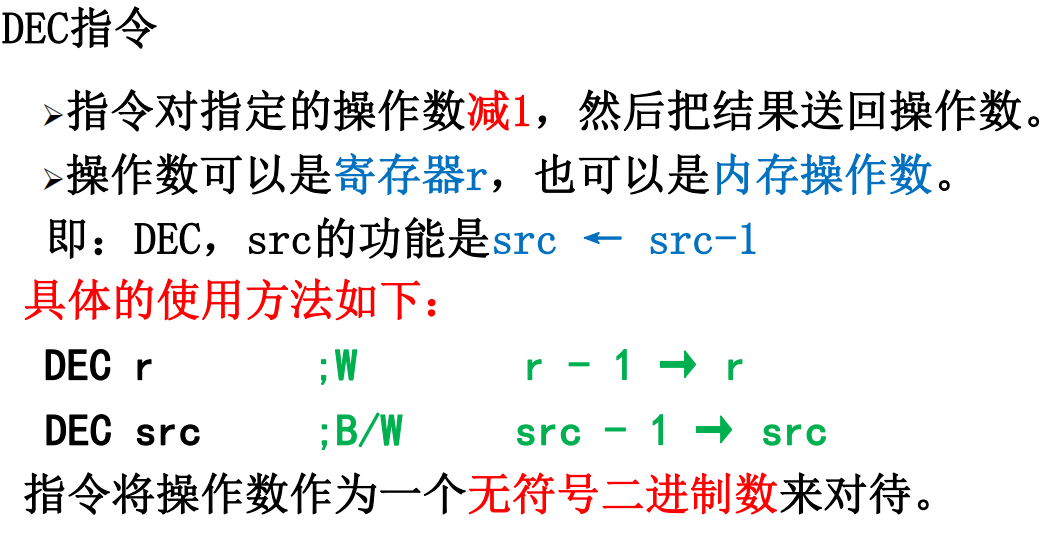 DEC指令
➢指令对指定的操作数减1，然后把结果送回操作数。
➢操作数可以是寄存器r，也可以是内存操作数。
即：DEC，src的功能是src ← src-1
具体的使用方法如下：
DEC r ;W r - 1 → r
DEC src ;B/W src - 1 → src
指令将操作数作为一个无符号二进制数来对待。